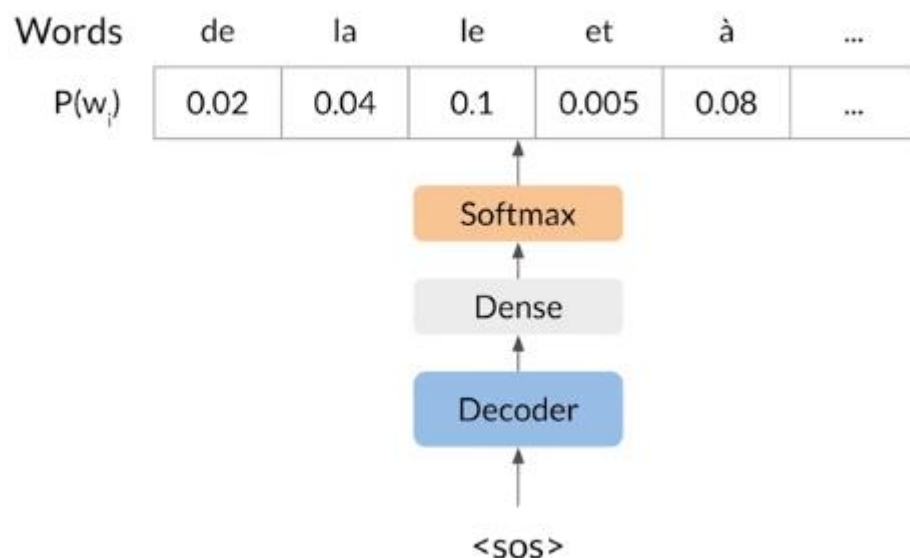 Words de la le et à ...
P(wᵢ) 0.02 0.04 0.1 0.005 0.08 ...
Softmax
Dense
Decoder
<sos>